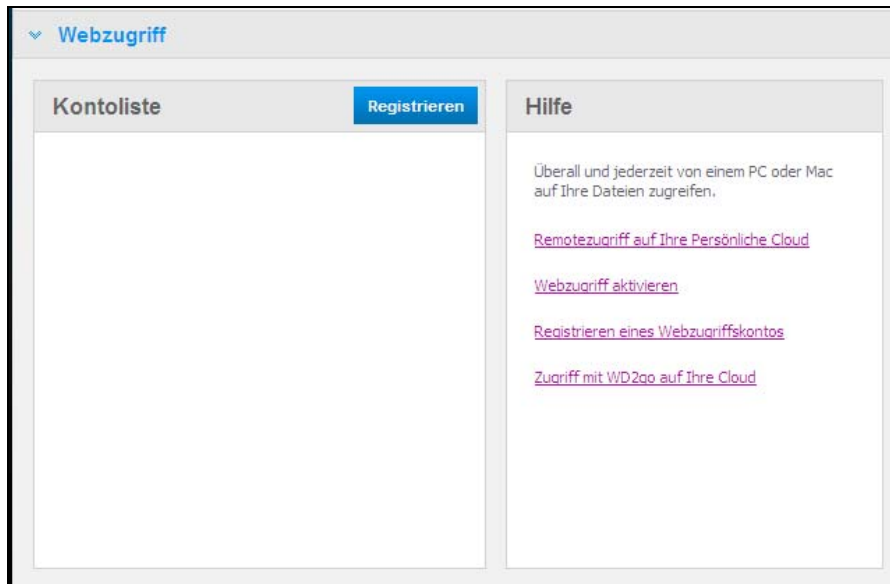 Webzugriff
Kontoliste
Registrieren
Hilfe
Überall und jederzeit von einem PC oder Mac
auf Ihre Dateien zugreifen.
Remotezugriff auf Ihre Persönliche Cloud
Webzugriff aktivieren
Registrieren eines Webzugriffskontos
Zugriff mit WD2go auf Ihre Cloud